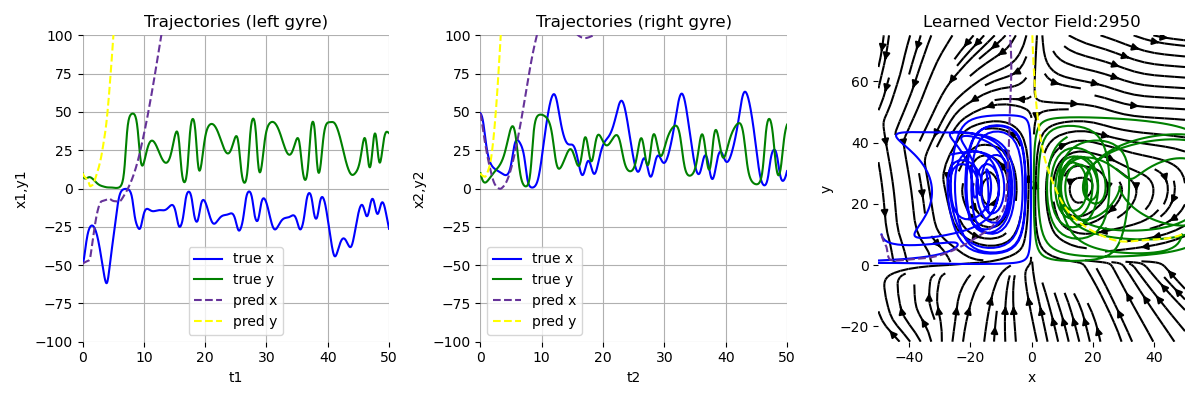 Trajectories (left gyre)
100
75
50
25
0
−25
−50
−75
−100
x1,y1
0
10
20
30
40
50
t1
true x
true y
pred x
pred y
Trajectories (right gyre)
100
75
50
25
0
−25
−50
−75
−100
x2,y2
0
10
20
30
40
50
t2
true x
true y
pred x
pred y
Learned Vector Field:2950
60
40
20
0
−20
y
−40
−20
0
20
40
x